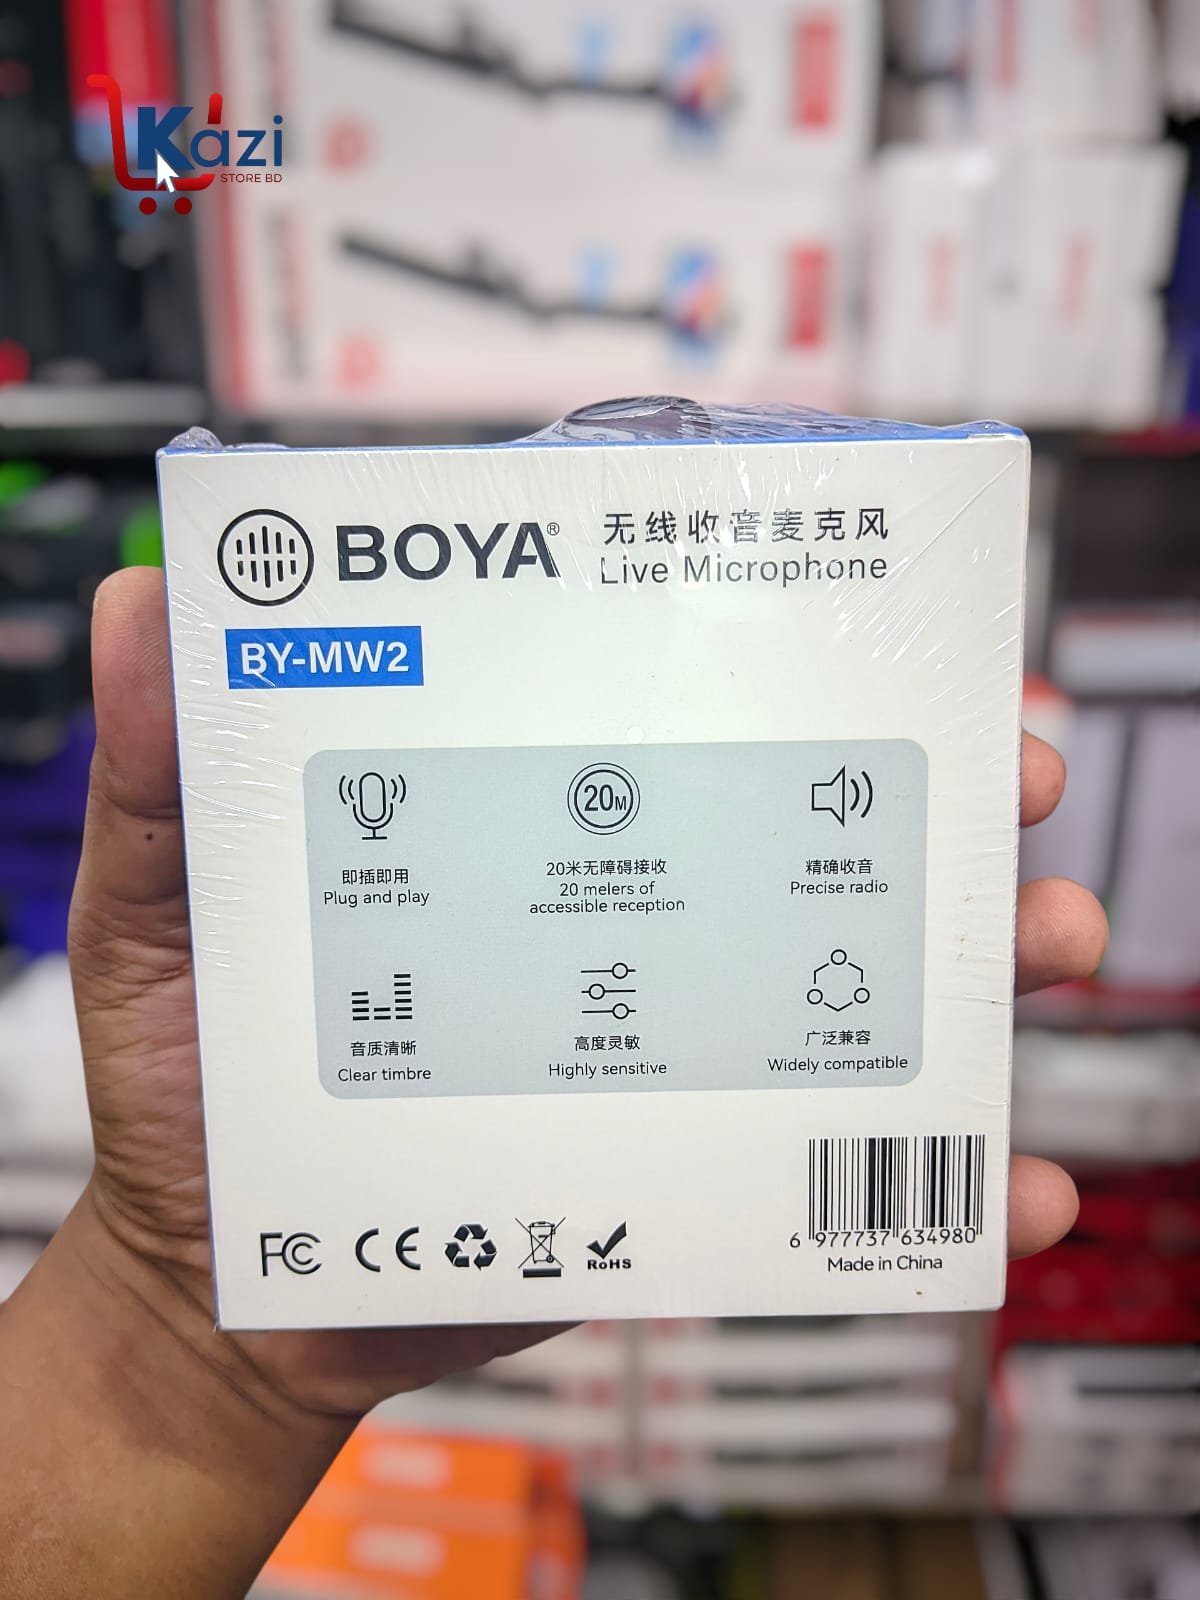 Kazi
STORE BD
BOYA®
无线收音麦克风
Live Microphone
BY-MW2
20M
即插即用
Plug and play
20米无障碍接收
20 melers of
accessible reception
精确收音
Precise radio
音质清晰
Clear timbre
高度灵敏
Highly sensitive
广泛兼容
Widely compatible
FC CE RoHS
6 977737 634980
Made in China